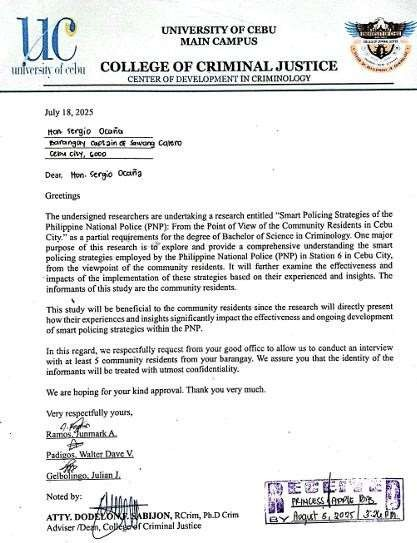 UC
university of cebu
UNIVERSITY OF CEBU
MAIN CAMPUS
COLLEGE OF CRIMINAL JUSTICE
CENTER OF DEVELOPMENT IN CRIMINOLOGY
July 18, 2025
Hon. Sergio Ocaña
Barangay Captain of Sawang Calero
Cebu City, 6000
Dear, Hon. Sergio Ocaña
Greetings
The undersigned researchers are undertaking a research entitled "Smart Policing Strategies of the
Philippine National Police (PNP): From the Point of View of the Community Residents in Cebu
City." as a partial requirements for the degree of Bachelor of Science in Criminology. One major
purpose of this research is to explore and provide a comprehensive understanding the smart
policing strategies employed by the Philippine National Police (PNP) in Station 6 in Cebu City,
from the viewpoint of the community residents. It will further examine the effectiveness and
impacts of the implementation of these strategies based on their experienced and insights. The
informants of this study are the community residents.
This study will be beneficial to the community residents since the research will directly present
how their experiences and insights significantly impact the effectiveness and ongoing development
of smart policing strategies within the PNP.
In this regard, we respectfully request from your good office to allow us to conduct an interview
with at least 5 community residents from your barangay. We assure you that the identity of the
informants will be treated with utmost confidentiality.
We are hoping for your kind approval. Thank you very much.
Very respectfully yours,
Ramos, Junmark A.
Padigos, Walter Dave V.
Gelbolingo, Julian J.
Noted by:
ATTY. DODELON F. SABIJON, RCrim, Ph.D Crim
Adviser /Dean, College of Criminal Justice
RECEIVED
PRINCESS APPLE
BY August 5, 2025 3:26 PM